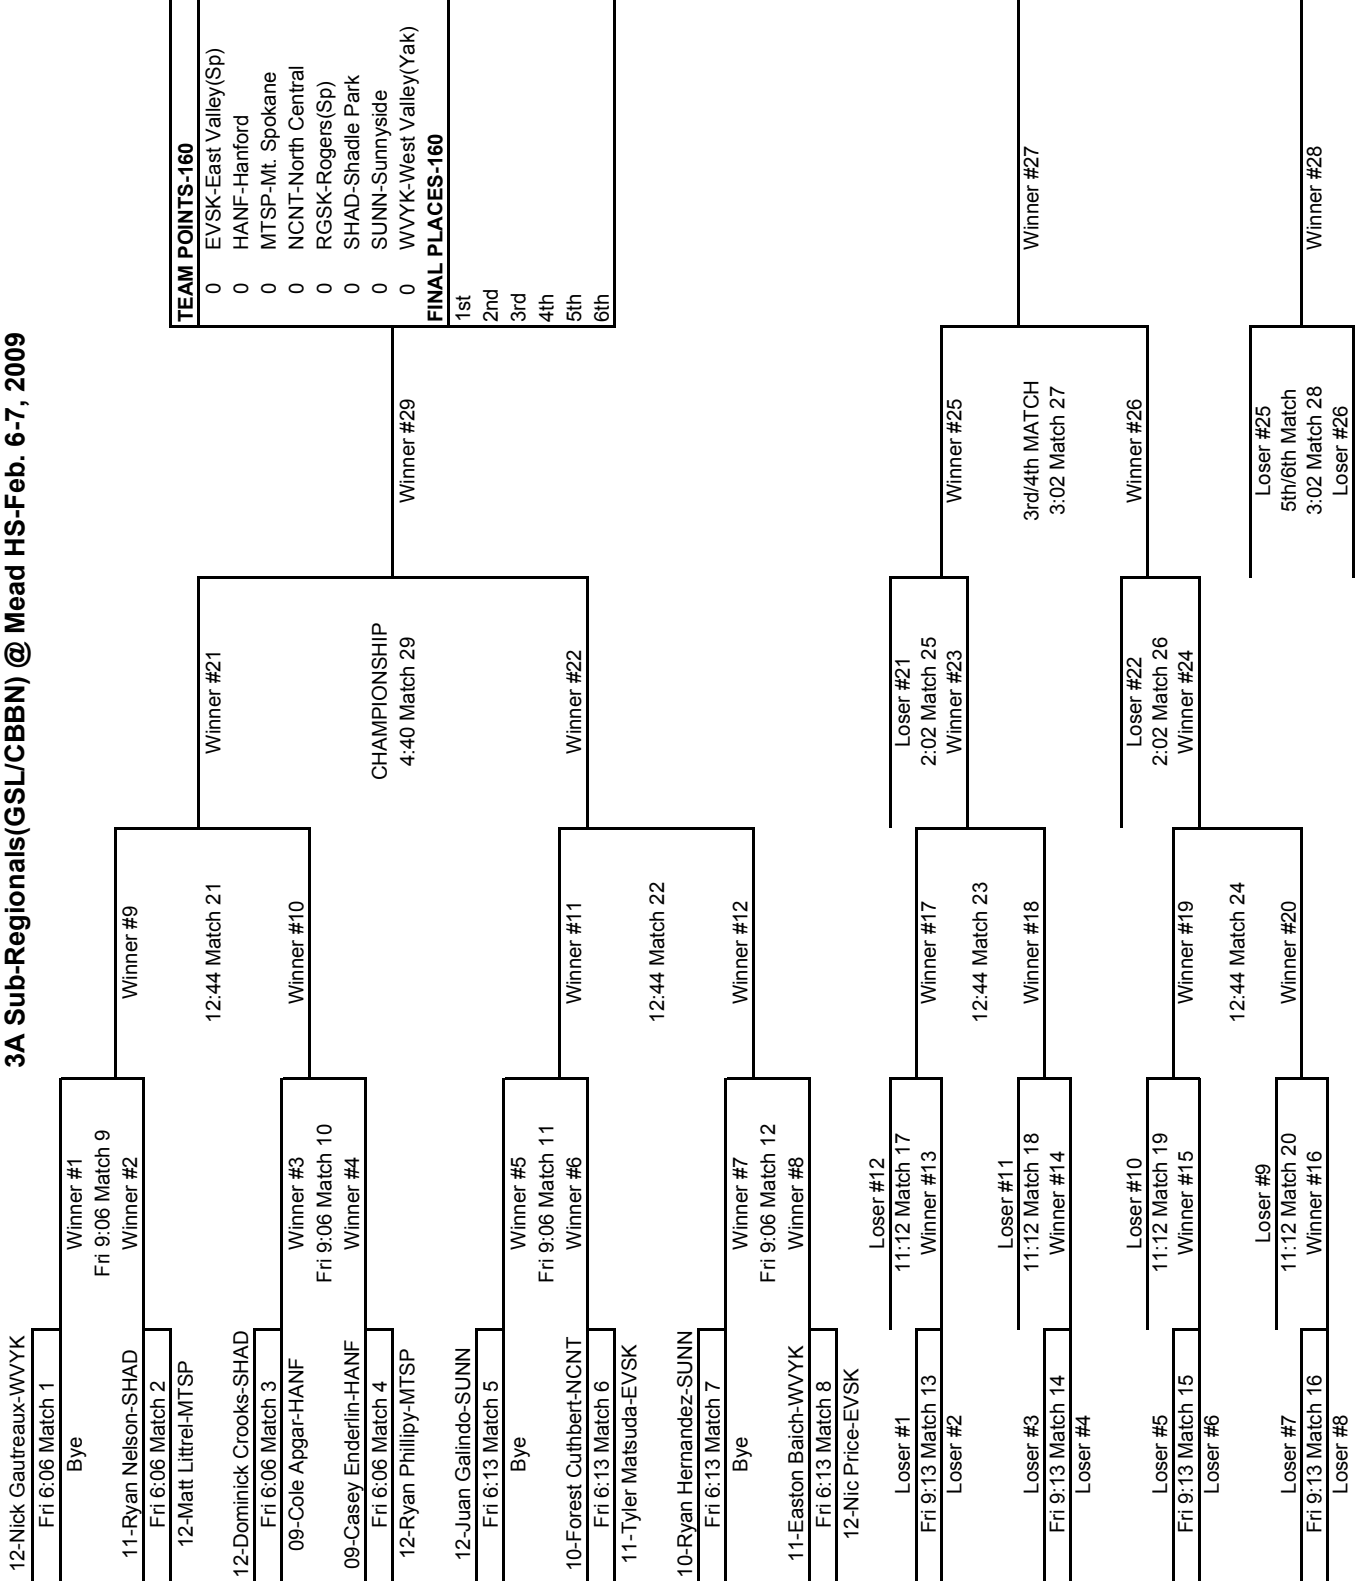 3A Sub-Regionals(GSL/CBBN) @ Mead HS-Feb. 6-7, 2009
12-Nick Gautreaux-WVYK
Fri 6:06 Match 1
Bye
11-Ryan Nelson-SHAD
Fri 6:06 Match 2
12-Matt Littrel-MTSP
12-Dominick Crooks-SHAD
Fri 6:06 Match 3
09-Cole Apgar-HANF
09-Casey Enderlin-HANF
Fri 6:06 Match 4
12-Ryan Phillipy-MTSP
12-Juan Galindo-SUNN
Fri 6:13 Match 5
Bye
10-Forest Cuthbert-NCNT
Fri 6:13 Match 6
11-Tyler Matsuda-EVSK
10-Ryan Hernandez-SUNN
Fri 6:13 Match 7
Bye
11-Easton Baich-WVYK
Fri 6:13 Match 8
12-Nic Price-EVSK
Loser #1
Fri 9:13 Match 13
Loser #2
Loser #3
Fri 9:13 Match 14
Loser #4
Loser #5
Fri 9:13 Match 15
Loser #6
Loser #7
Fri 9:13 Match 16
Loser #8
Winner #1
Fri 9:06 Match 9
Winner #2
Winner #3
Fri 9:06 Match 10
Winner #4
Winner #5
Fri 9:06 Match 11
Winner #6
Winner #7
Fri 9:06 Match 12
Winner #8
Loser #12
11:12 Match 17
Winner #13
Loser #11
11:12 Match 18
Winner #14
Loser #10
11:12 Match 19
Winner #15
Loser #9
11:12 Match 20
Winner #16
Winner #9
12:44 Match 21
Winner #10
Winner #11
12:44 Match 22
Winner #12
Winner #17
12:44 Match 23
Winner #18
Winner #19
12:44 Match 24
Winner #20
Winner #21
CHAMPIONSHIP
4:40 Match 29
Winner #22
Loser #21
2:02 Match 25
Winner #23
Loser #22
2:02 Match 26
Winner #24
Winner #29
Winner #25
3rd/4th MATCH
3:02 Match 27
Winner #26
Loser #25
5th/6th Match
3:02 Match 28
Loser #26
TEAM POINTS-160
0 EVSK-East Valley(Sp)
0 HANF-Hanford
0 MTSP-Mt. Spokane
0 NCNT-North Central
0 RGSK-Rogers(Sp)
0 SHAD-Shadle Park
0 SUNN-Sunnyside
0 WVYK-West Valley(Yak)
FINAL PLACES-160
1st
2nd
3rd
4th
5th
6th
Winner #27
Winner #28